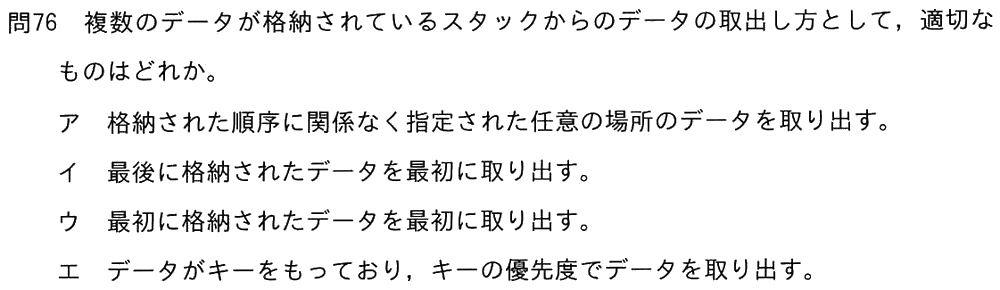 問76 複数のデータが格納されているスタックからのデータの取出し方として，適切な
ものはどれか。
ア 格納された順序に関係なく指定された任意の場所のデータを取り出す。
イ 最後に格納されたデータを最初に取り出す。
ウ 最初に格納されたデータを最初に取り出す。
エ データがキーをもっており，キーの優先度でデータを取り出す。